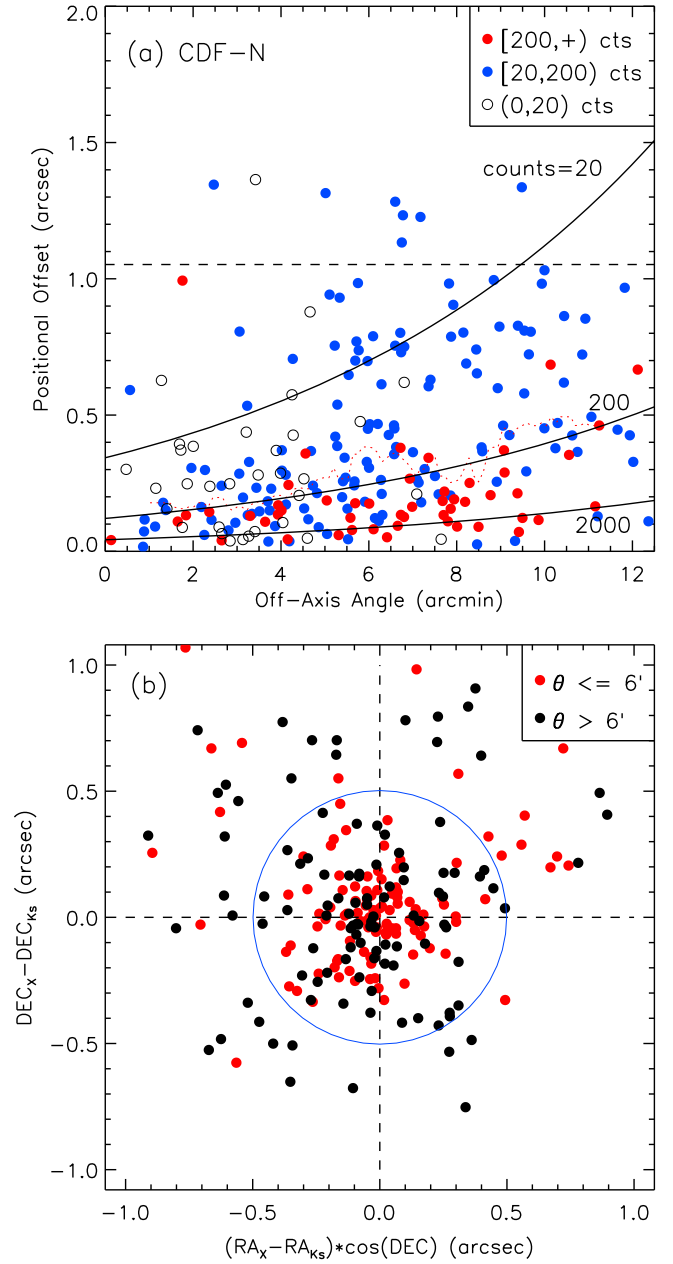 (a) CDF−N
[200,+) cts
[20,200) cts
(0,20) cts
counts=20
200
2000
2.0
1.5
1.0
0.5
0.0
Positional Offset (arcsec)
0 2 4 6 8 10 12
Off−Axis Angle (arcmin)
(b)
θ <= 6'
θ > 6'
1.0
0.5
0.0
−0.5
−1.0
DEC_X−DEC_Ks (arcsec)
−1.0 −0.5 0.0 0.5 1.0
(RA_X−RA_Ks)*cos(DEC) (arcsec)